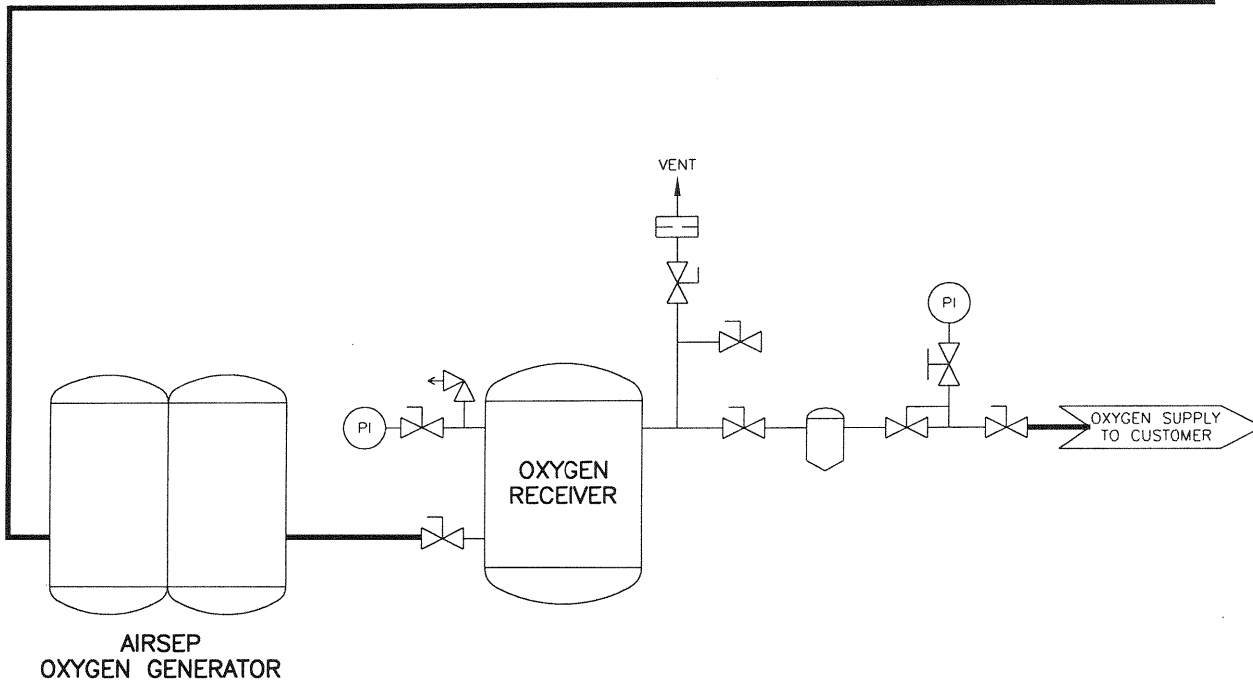 VENT
PI
PI
OXYGEN SUPPLY
TO CUSTOMER
OXYGEN
RECEIVER
AIRSEP
OXYGEN GENERATOR